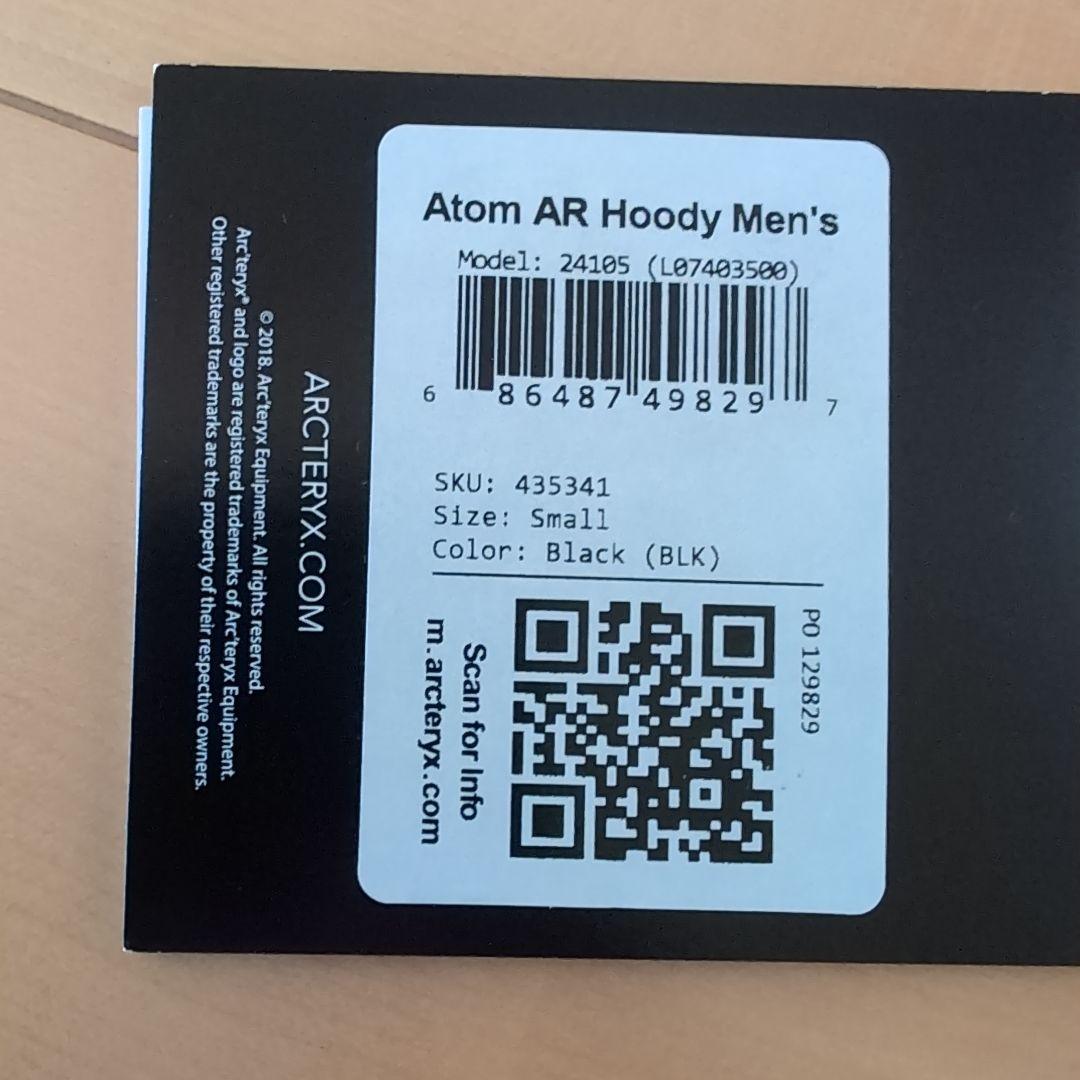 Atom AR Hoody Men's
Model: 24105 (L07403500)
6 86487 49829 7
SKU: 435341
Size: Small
Color: Black (BLK)
PO 129829
Scan for Info
m.arcteryx.com
ARCTERYX.COM
© 2018. Arc'teryx Equipment. All rights reserved.
Arc'teryx® and logo are registered trademarks of Arc'teryx Equipment.
Other registered trademarks are the property of their respective owners.